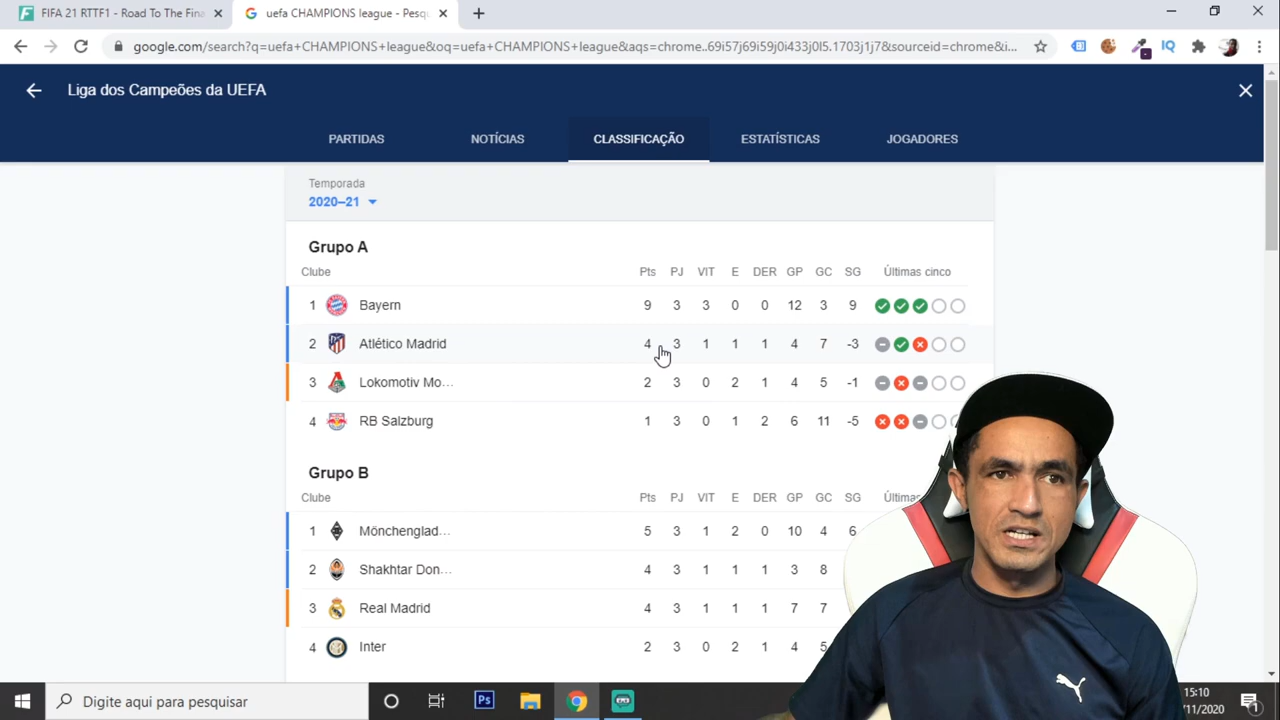 FIFA 21 RTTF1 - Road To The Fina
uefa CHAMPIONS league - Pesqu
google.com/search?q=uefa+CHAMPIONS+league&oq=uefa+CHAMPIONS+league&aqs=chrome..69i57j69i59j0i433j0l5.1703j1j7&sourceid=chrome&i...
IQ
Liga dos Campeões da UEFA
PARTIDAS NOTÍCIAS CLASSIFICAÇÃO ESTATÍSTICAS JOGADORES
Temporada
2020–21
Grupo A
Clube Pts PJ VIT E DER GP GC SG Últimas cinco
1 Bayern 9 3 3 0 0 12 3 9
2 Atlético Madrid 4 3 1 1 1 4 7 -3
3 Lokomotiv Mo... 2 3 0 2 1 4 5 -1
4 RB Salzburg 1 3 0 1 2 6 11 -5
Grupo B
Clube Pts PJ VIT E DER GP GC SG Últimas
1 Mönchenglad... 5 3 1 2 0 10 4 6
2 Shakhtar Don... 4 3 1 1 1 3 8
3 Real Madrid 4 3 1 1 1 7 7
4 Inter 2 3 0 2 1 4 5
Digite aqui para pesquisar
Ps
15:10
/11/2020
1